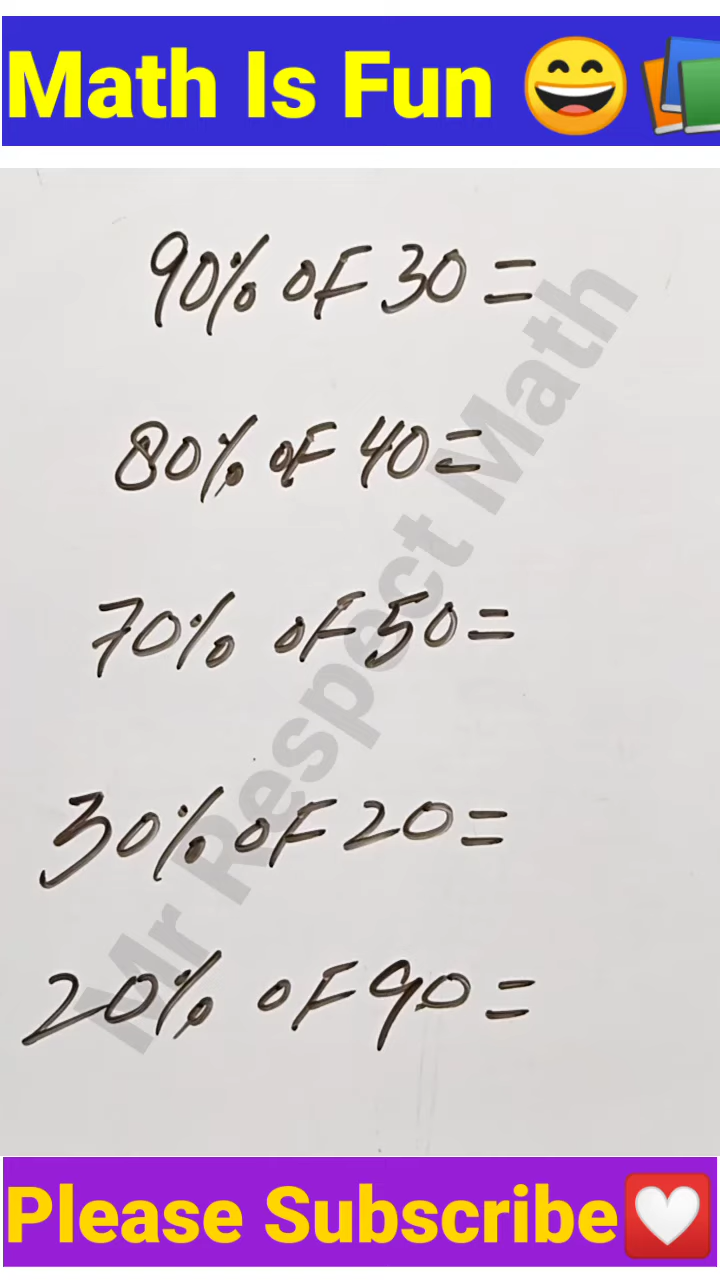 Math Is Fun 😄📚
90% of 30=
80% of 40=
70% of 50=
30% of 20=
20% of 90=
Mr Respect Math
Please Subscribe💟